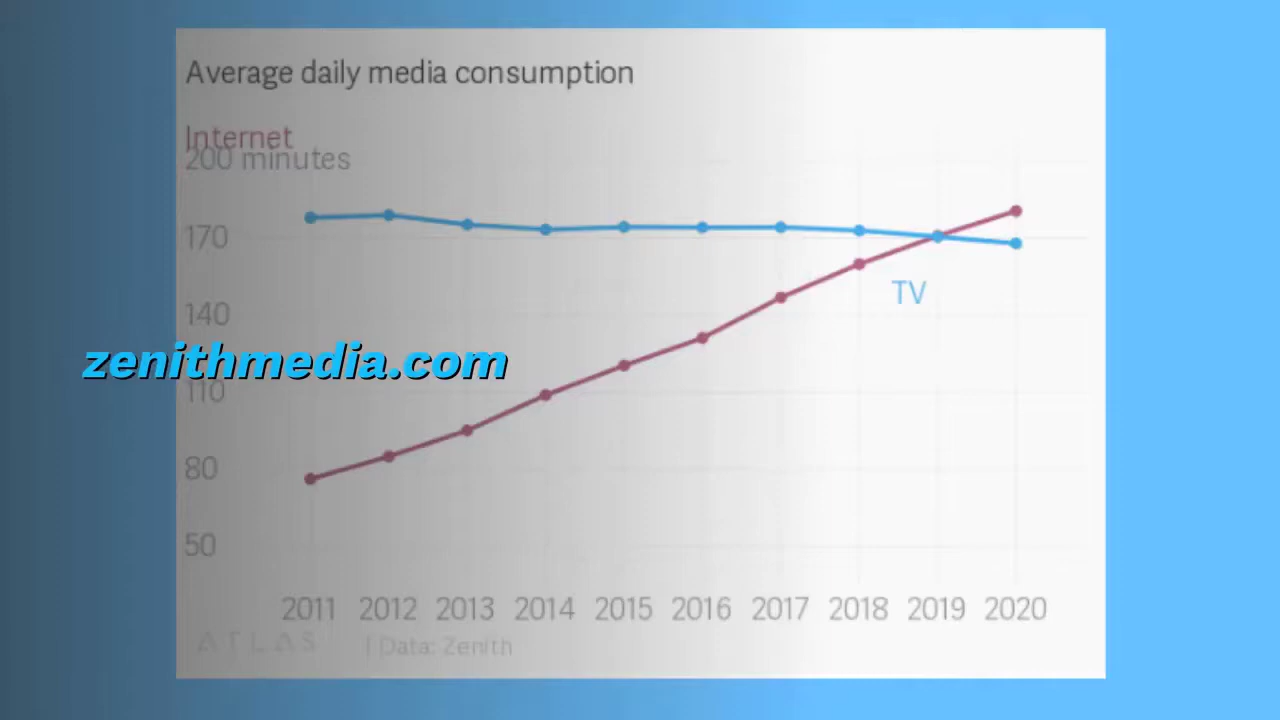 Average daily media consumption
Internet
200 minutes
170
TV
140
zenithmedia.com
110
80
50
2011 2012 2013 2014 2015 2016 2017 2018 2019 2020
ATLAS | Data: Zenith